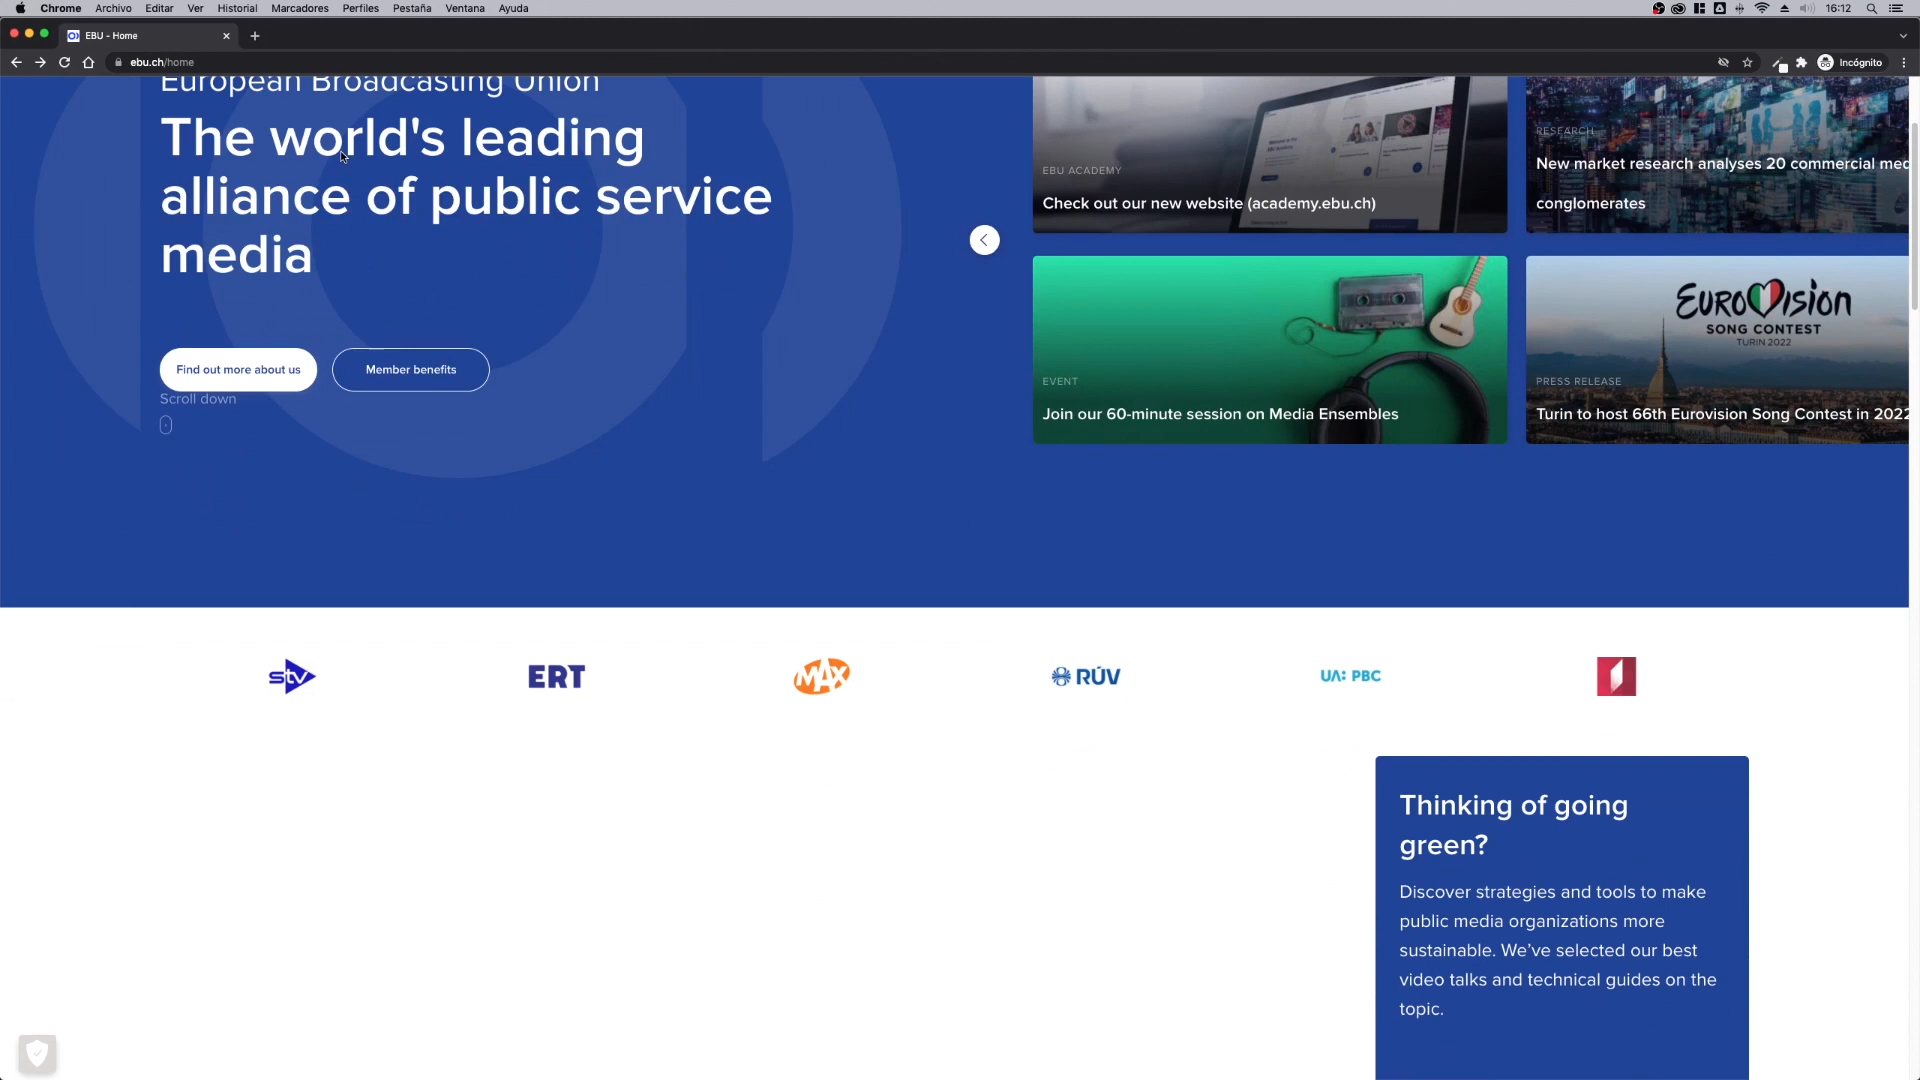 Chrome Archivo Editar Ver Historial Marcadores Perfiles Pestaña Ventana Ayuda 16:12
EBU - Home
ebu.ch/home Incógnito
European Broadcasting Union
The world's leading
alliance of public service
media
Find out more about us
Member benefits
Scroll down
EBU ACADEMY
Check out our new website (academy.ebu.ch)
RESEARCH
New market research analyses 20 commercial med
conglomerates
EVENT
Join our 60-minute session on Media Ensembles
EUROVISION
SONG CONTEST
TURIN 2022
PRESS RELEASE
Turin to host 66th Eurovision Song Contest in 2022
stv
ERT
MAX
RÚV
UA: PBC
Thinking of going
green?
Discover strategies and tools to make
public media organizations more
sustainable. We’ve selected our best
video talks and technical guides on the
topic.